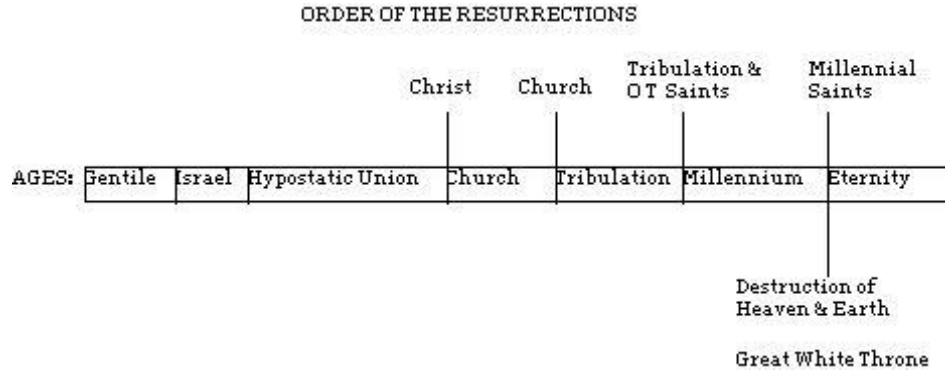 ORDER OF THE RESURRECTIONS
Christ
Church
Tribulation &
O T Saints
Millennial
Saints
AGES: Gentile Israel Hypostatic Union Church Tribulation Millennium Eternity
Destruction of
Heaven & Earth
Great White Throne